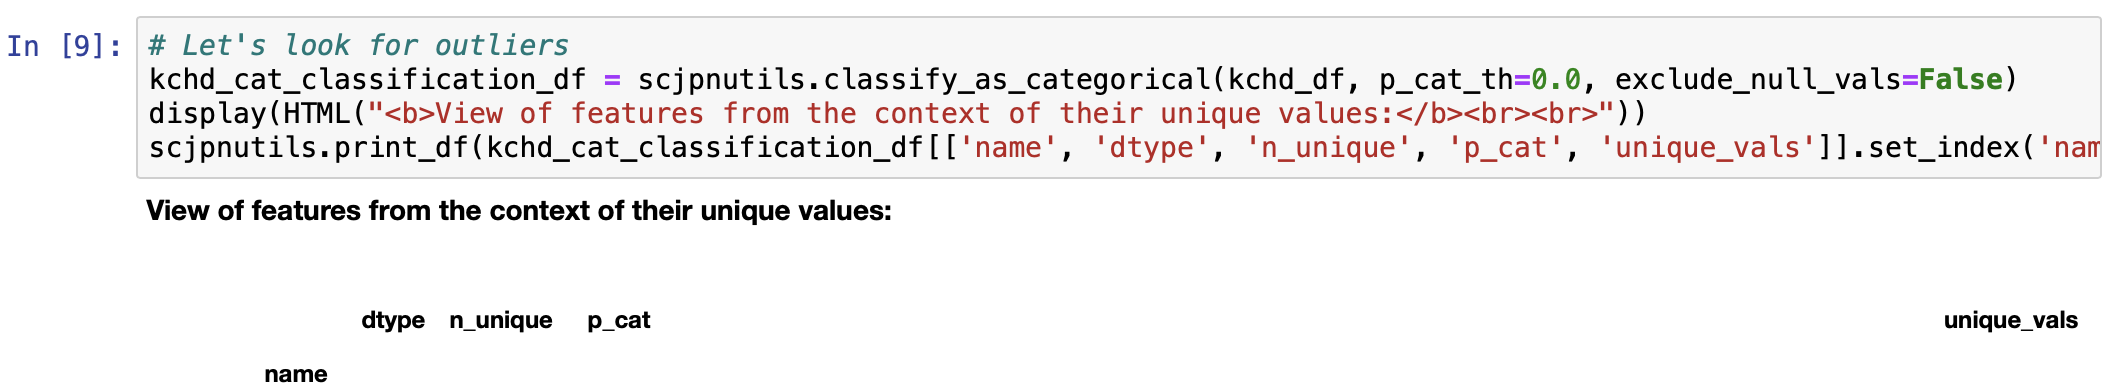 In [9]: # Let's look for outliers
kchd_cat_classification_df = scjpnutils.classify_as_categorical(kchd_df, p_cat_th=0.0, exclude_null_vals=False)
display(HTML("<b>View of features from the context of their unique values:</b><br><br>"))
scjpnutils.print_df(kchd_cat_classification_df[['name', 'dtype', 'n_unique', 'p_cat', 'unique_vals']].set_index('nam
View of features from the context of their unique values:
dtype n_unique p_cat unique_vals
name